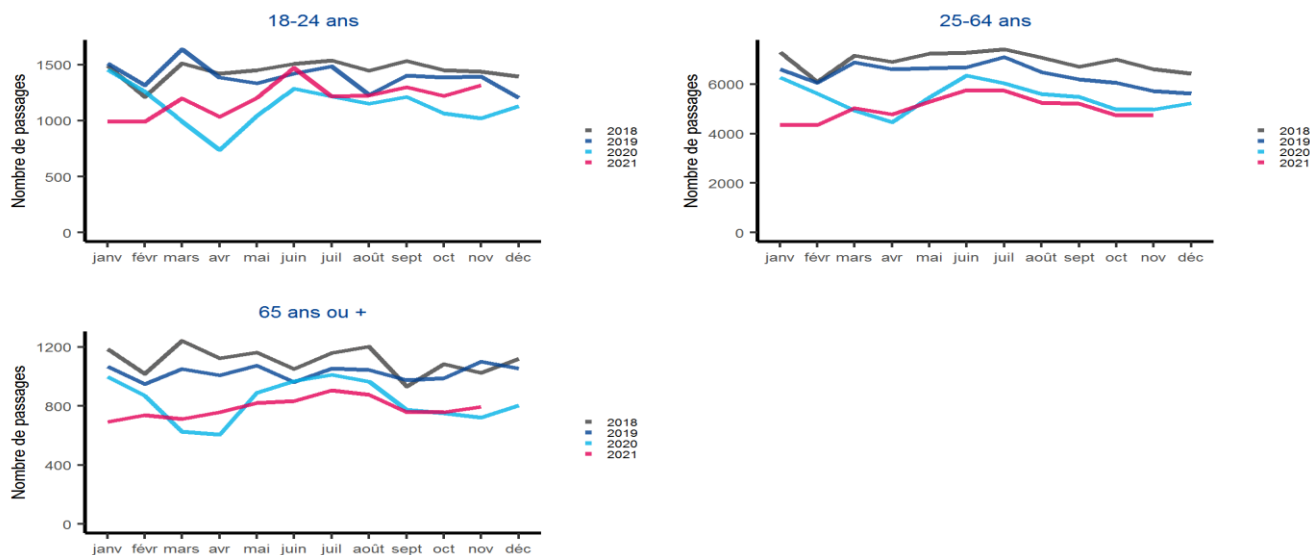 18-24 ans
Nombre de passages
1500
1000
500
0
janv févr mars avr mai juin juil août sept oct nov déc
2018
2019
2020
2021
25-64 ans
Nombre de passages
6000
4000
2000
0
janv févr mars avr mai juin juil août sept oct nov déc
2018
2019
2020
2021
65 ans ou +
Nombre de passages
1200
800
400
0
janv févr mars avr mai juin juil août sept oct nov déc
2018
2019
2020
2021